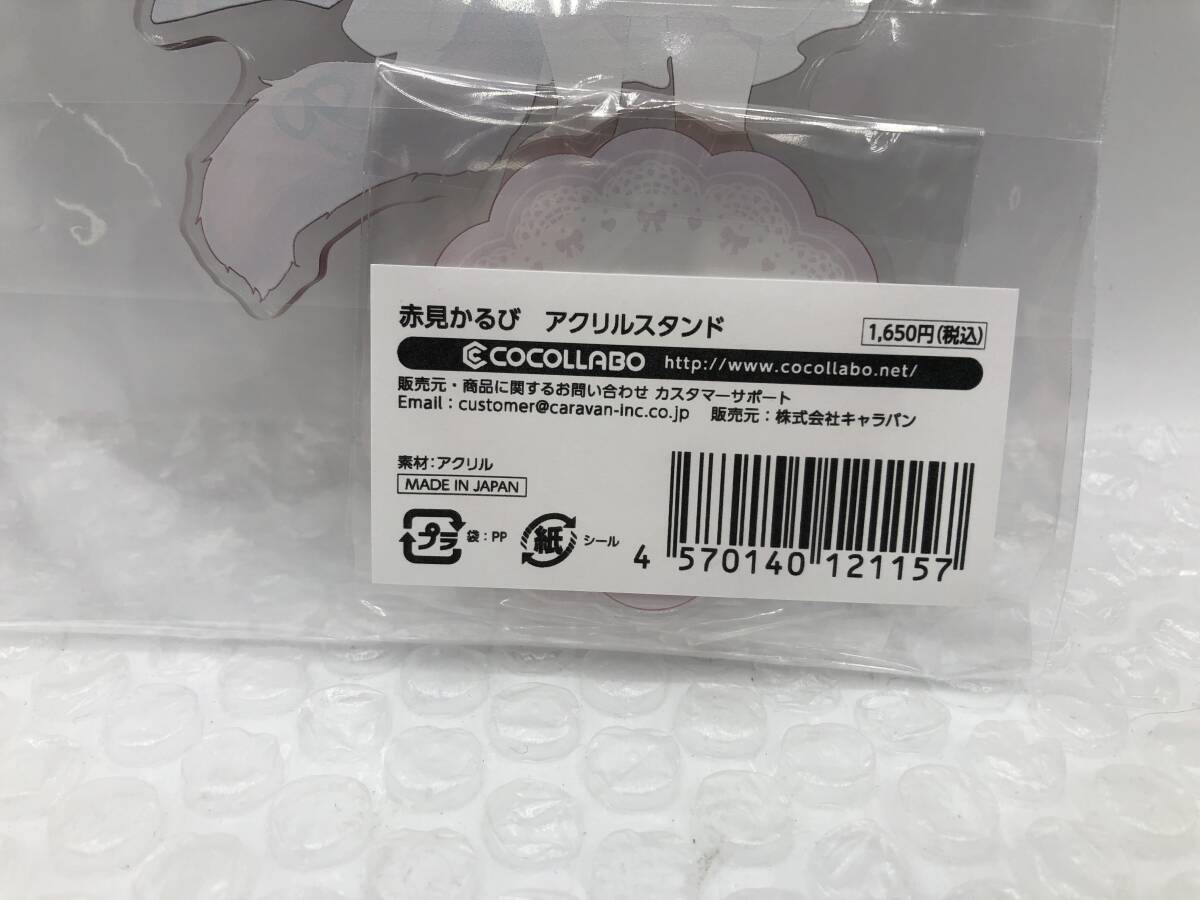 赤見かるび　アクリルスタンド
1,650円(税込)
COCOLLABO http://www.cocollabo.net/
販売元・商品に関するお問い合わせ カスタマーサポート
Email：customer@caravan-inc.co.jp　販売元：株式会社キャラバン
素材：アクリル
MADE IN JAPAN
プラ 袋：PP 紙 シール
4 570140 121157